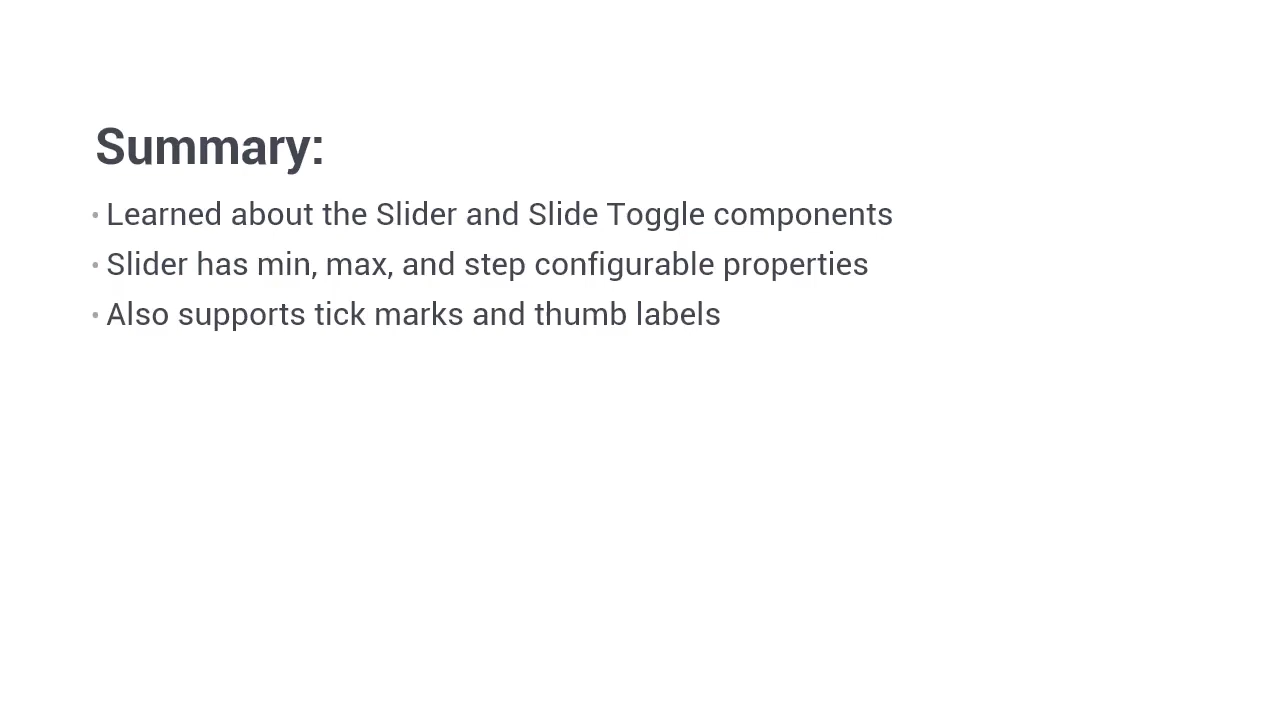 Summary:
• Learned about the Slider and Slide Toggle components
• Slider has min, max, and step configurable properties
• Also supports tick marks and thumb labels